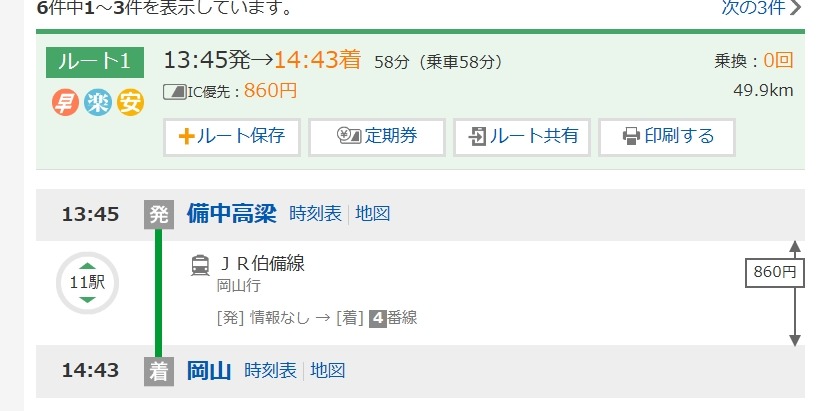 6件中1～3件を表示しています。 次の3件
ルート1 13:45発→14:43着 58分（乗車58分） 乗換：0回
早 楽 安 IC優先：860円 49.9km
ルート保存 定期券 ルート共有 印刷する
13:45 発 備中高梁 時刻表 地図
ＪＲ伯備線
860円
11駅 岡山行
[発] 情報なし → [着] 4番線
14:43 着 岡山 時刻表 地図